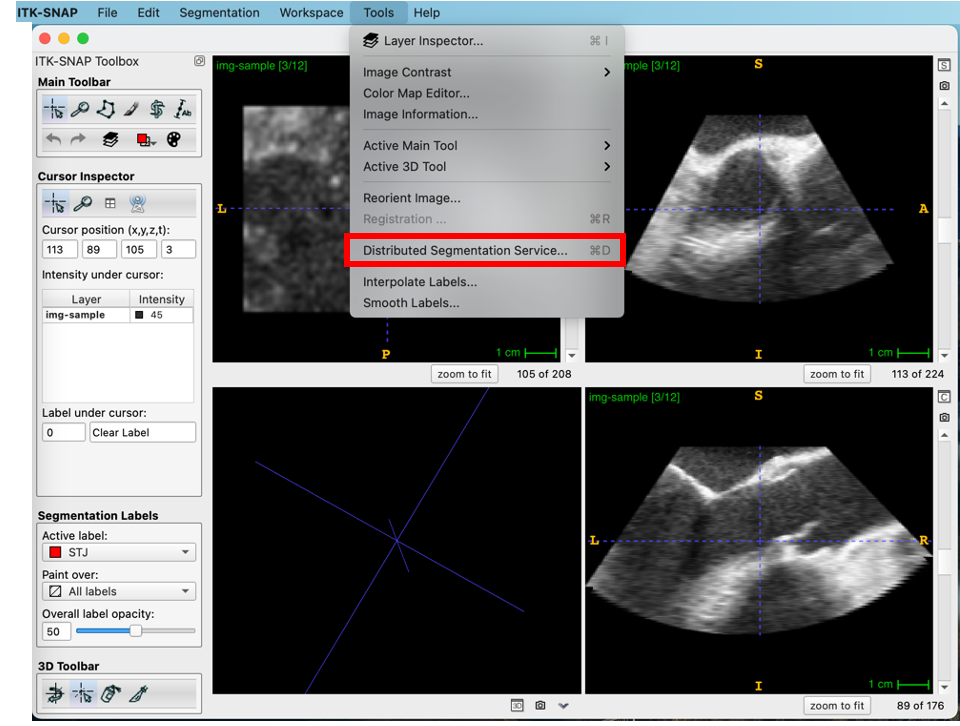 ITK-SNAP File Edit Segmentation Workspace Tools Help
ITK-SNAP Toolbox
Main Toolbar
Cursor Inspector
Cursor position (x,y,z,t):
113 89 105 3
Intensity under cursor:
Layer Intensity
img-sample 45
Label under cursor:
0 Clear Label
Segmentation Labels
Active label:
STJ
Paint over:
All labels
Overall label opacity:
50
3D Toolbar
Layer Inspector... ⌘ I
Image Contrast
Color Map Editor...
Image Information...
Active Main Tool
Active 3D Tool
Reorient Image...
Registration ... ⌘R
Distributed Segmentation Service... ⌘D
Interpolate Labels...
Smooth Labels...
img-sample [3/12]
L
P
1 cm
zoom to fit 105 of 208
mple [3/12]
S
A
I
1 cm
S
zoom to fit 113 of 224
3D
img-sample [3/12]
S
L
R
I
1 cm
C
zoom to fit 89 of 176